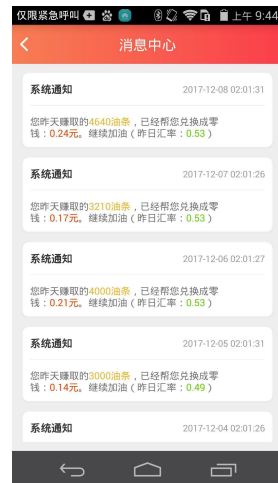 仅限紧急呼叫 上午 9:44
消息中心
系统通知 2017-12-08 02:01:31
您昨天赚取的4640油条，已经帮您兑换成零
钱：0.24元。继续加油（昨日汇率：0.53）
系统通知 2017-12-07 02:01:26
您昨天赚取的3210油条，已经帮您兑换成零
钱：0.17元。继续加油（昨日汇率：0.53）
系统通知 2017-12-06 02:01:27
您昨天赚取的4000油条，已经帮您兑换成零
钱：0.21元。继续加油（昨日汇率：0.53）
系统通知 2017-12-05 02:01:31
您昨天赚取的3000油条，已经帮您兑换成零
钱：0.14元。继续加油（昨日汇率：0.49）
系统通知 2017-12-04 02:01:26